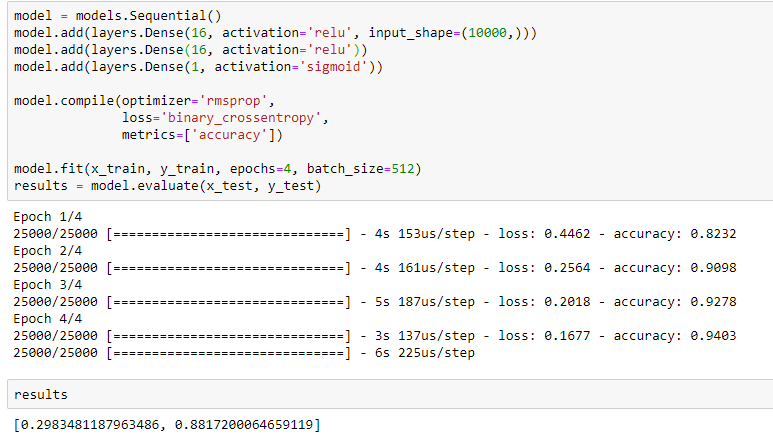 model = models.Sequential()
model.add(layers.Dense(16, activation='relu', input_shape=(10000,)))
model.add(layers.Dense(16, activation='relu'))
model.add(layers.Dense(1, activation='sigmoid'))
model.compile(optimizer='rmsprop',
loss='binary_crossentropy',
metrics=['accuracy'])
model.fit(x_train, y_train, epochs=4, batch_size=512)
results = model.evaluate(x_test, y_test)
Epoch 1/4
25000/25000 [==============================] - 4s 153us/step - loss: 0.4462 - accuracy: 0.8232
Epoch 2/4
25000/25000 [==============================] - 4s 161us/step - loss: 0.2564 - accuracy: 0.9098
Epoch 3/4
25000/25000 [==============================] - 5s 187us/step - loss: 0.2018 - accuracy: 0.9278
Epoch 4/4
25000/25000 [==============================] - 3s 137us/step - loss: 0.1677 - accuracy: 0.9403
25000/25000 [==============================] - 6s 225us/step
results
[0.2983481187963486, 0.8817200064659119]